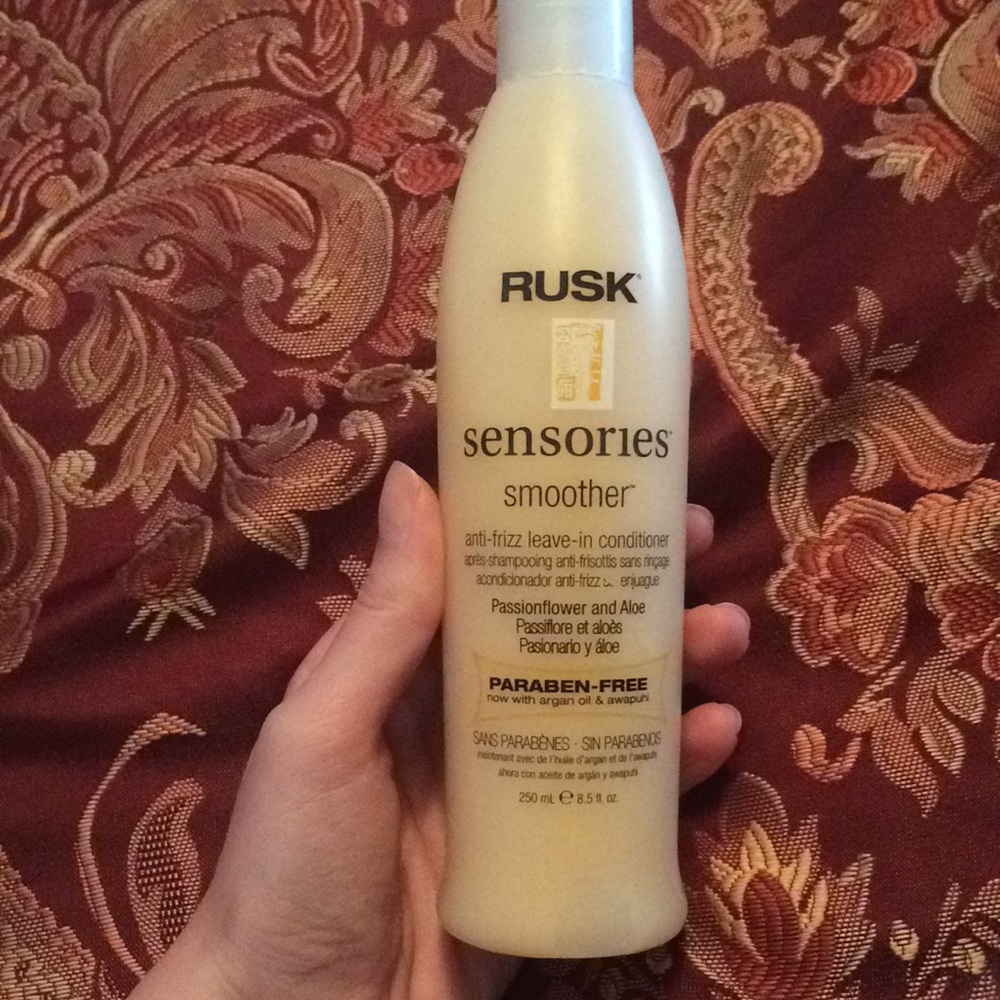 RUSK®
sensories™
smoother™
anti-frizz leave-in conditioner
après-shampooing anti-frisottis sans rinçage
acondicionador anti-frizz enjuague
Passionflower and Aloe
Passiflore et aloès
Pasionario y áloe
PARABEN-FREE
now with argan oil & awapuhi
SANS PARABÈNES · SIN PARABENOS
maintenant avec de l'huile d'argan et de l'awapuhi
ahora con aceite de argán y awapuhi
250 mL ℮ 8.5 fl. oz.